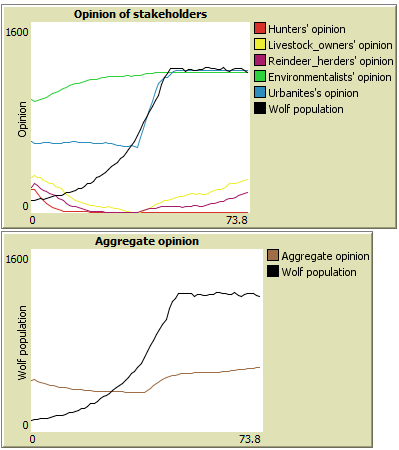 Opinion of stakeholders
1600
Opinion
0
0
73.8
Hunters' opinion
Livestock_owners' opinion
Reindeer_herders' opinion
Environmentalists' opinion
Urbanites's opinion
Wolf population
Aggregate opinion
1600
Wolf population
0
0
73.8
Aggregate opinion
Wolf population